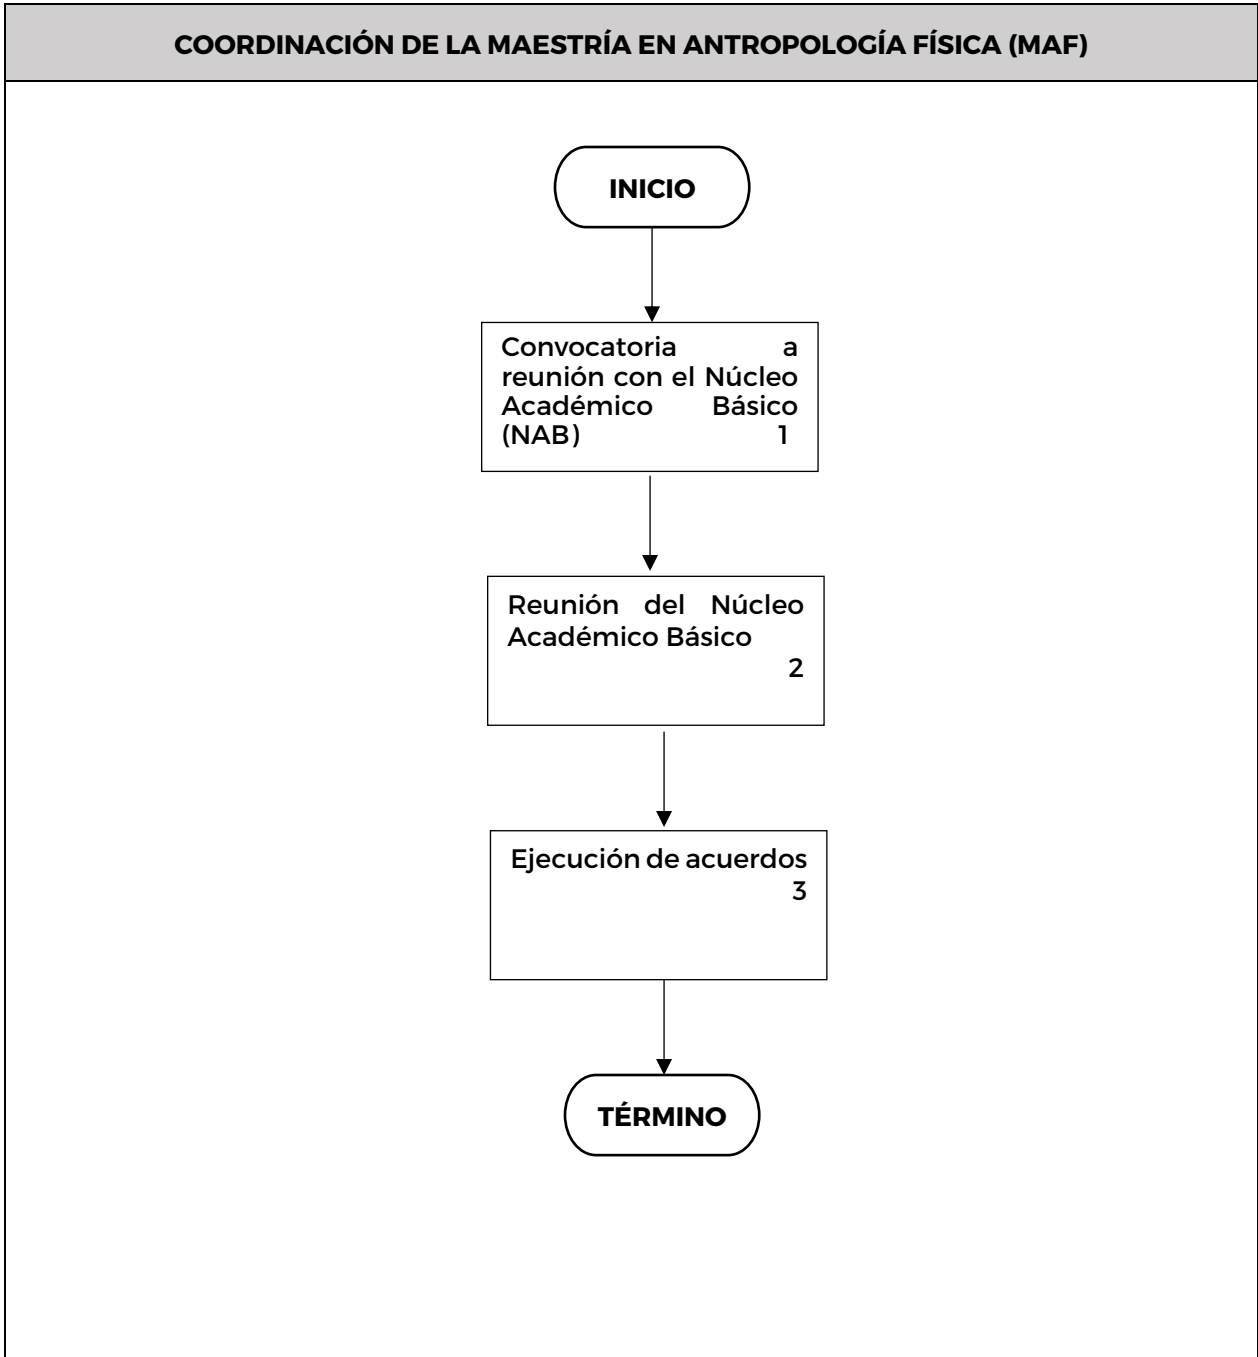 COORDINACIÓN DE LA MAESTRÍA EN ANTROPOLOGÍA FÍSICA (MAF)
INICIO
Convocatoria a
reunión con el Núcleo
Académico Básico
(NAB) 1
Reunión del Núcleo
Académico Básico
2
Ejecución de acuerdos
3
TÉRMINO